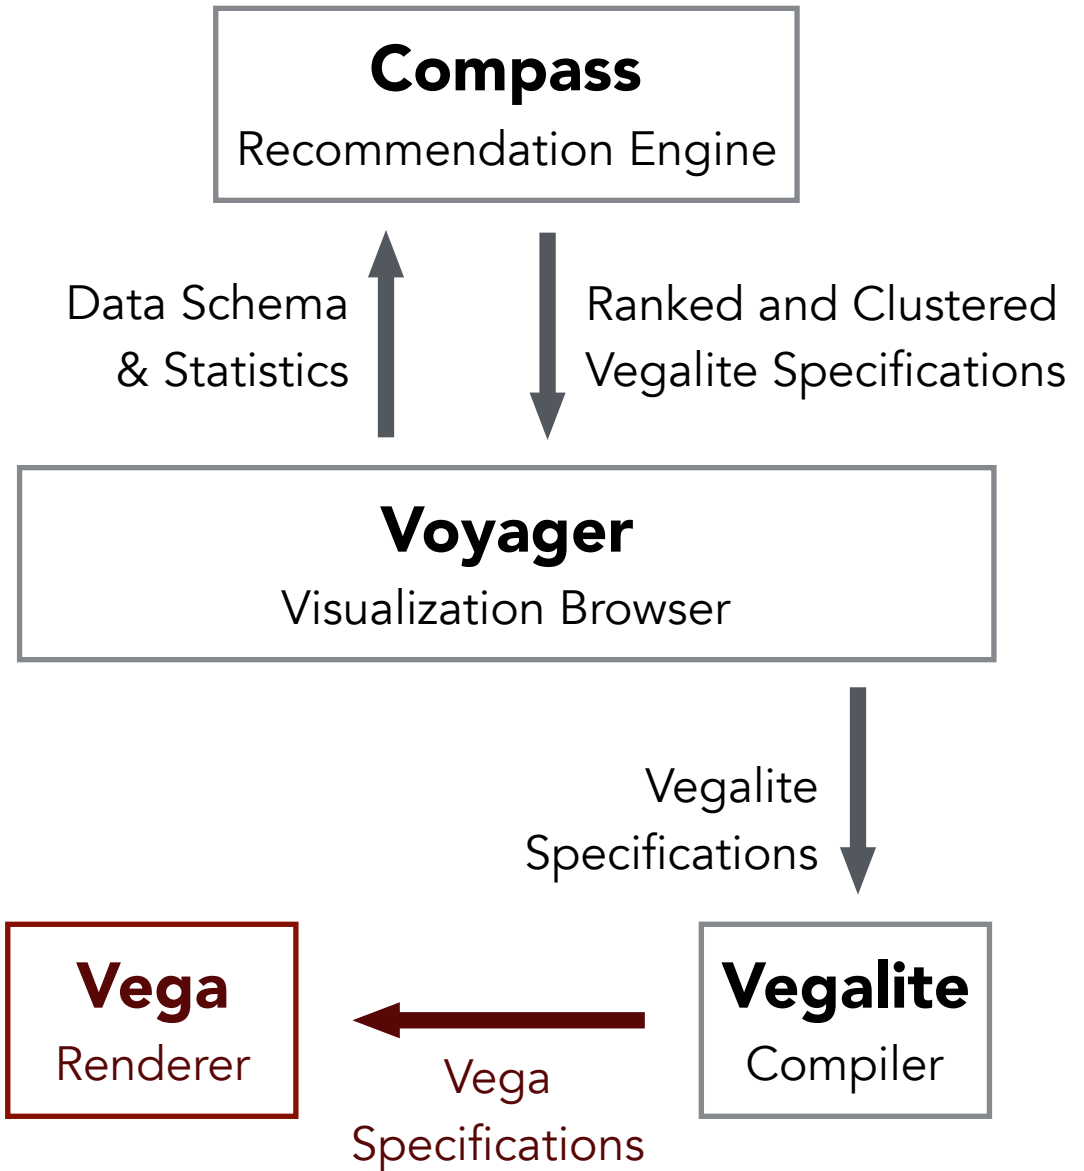 Compass
Recommendation Engine
Data Schema
& Statistics
Ranked and Clustered
Vegalite Specifications
Voyager
Visualization Browser
Vegalite
Specifications
Vega
Renderer
Vega
Specifications
Vegalite
Compiler